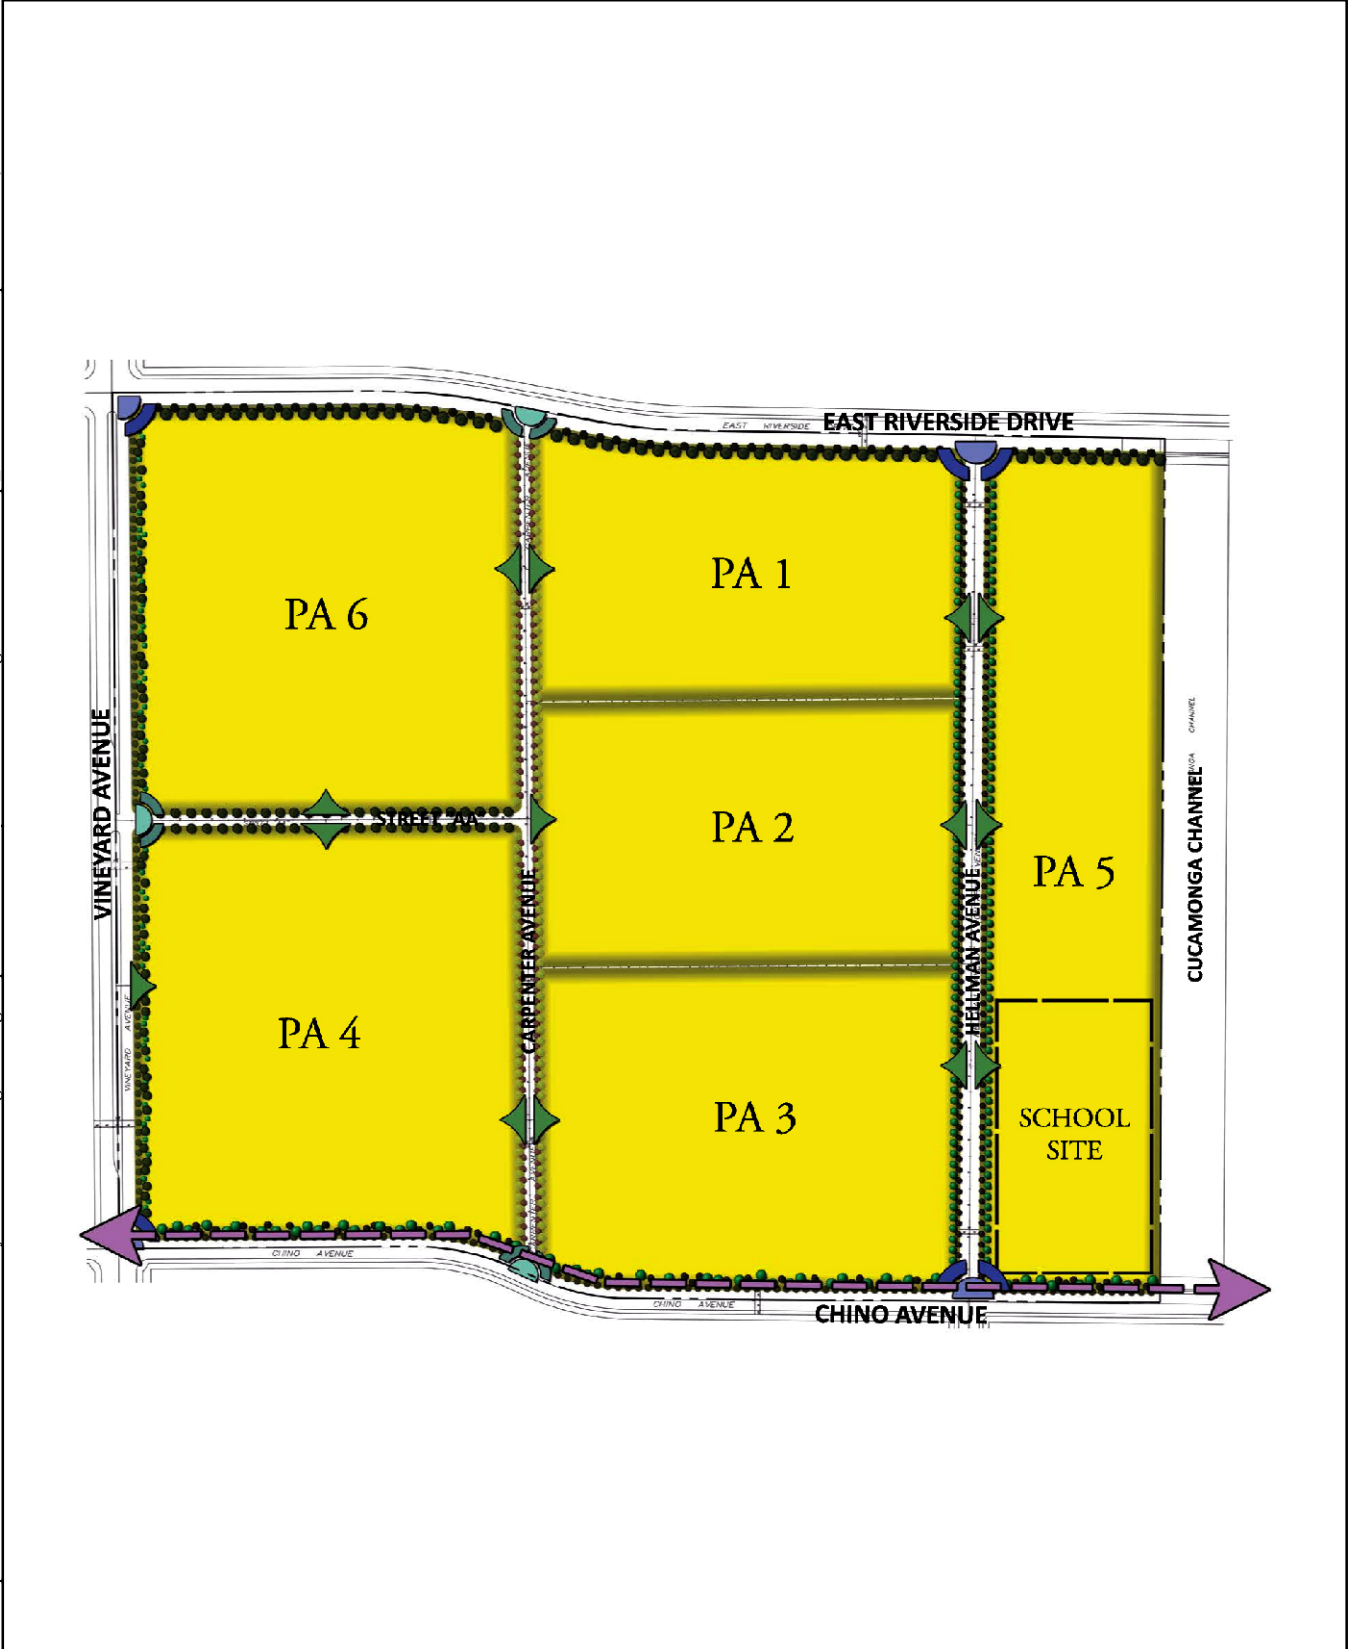 EAST RIVERSIDE DRIVE
EAST RIVERSIDE
PA 1
PA 6
VINEYARD AVENUE
STREET "AA"
PA 2
PA 5
CHANNEL
CUCAMONGA CHANNEL
CARPENTER AVENUE
HELLMAN AVENUE
VINEYARD AVENUE
PA 4
PA 3
SCHOOL
SITE
CHINO AVENUE
CHINO AVENUE
CHINO AVENUE